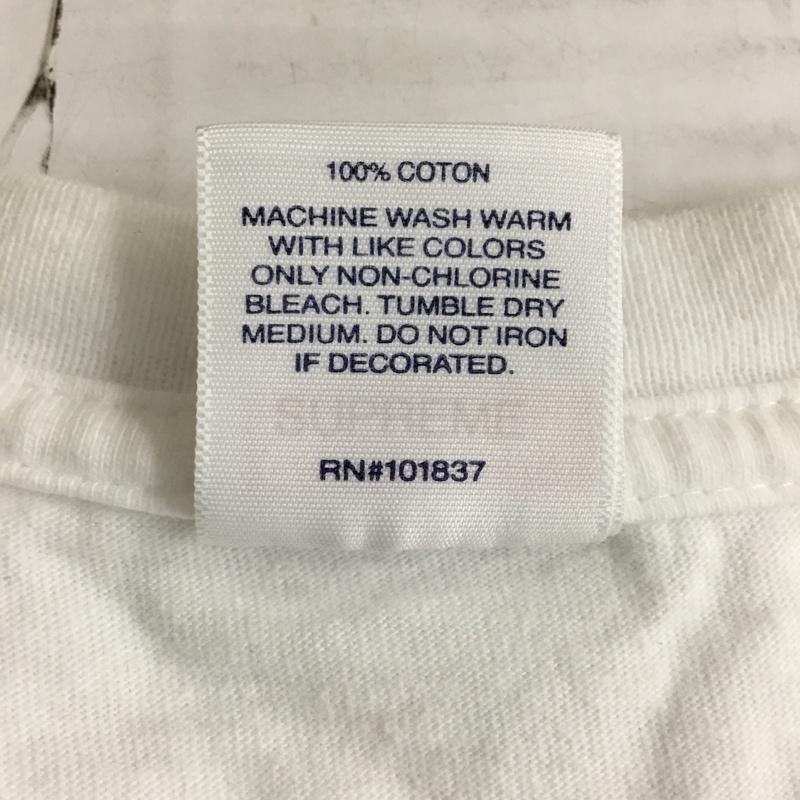 100% COTON
MACHINE WASH WARM
WITH LIKE COLORS
ONLY NON-CHLORINE
BLEACH. TUMBLE DRY
MEDIUM. DO NOT IRON
IF DECORATED.
SUPREME
RN#101837